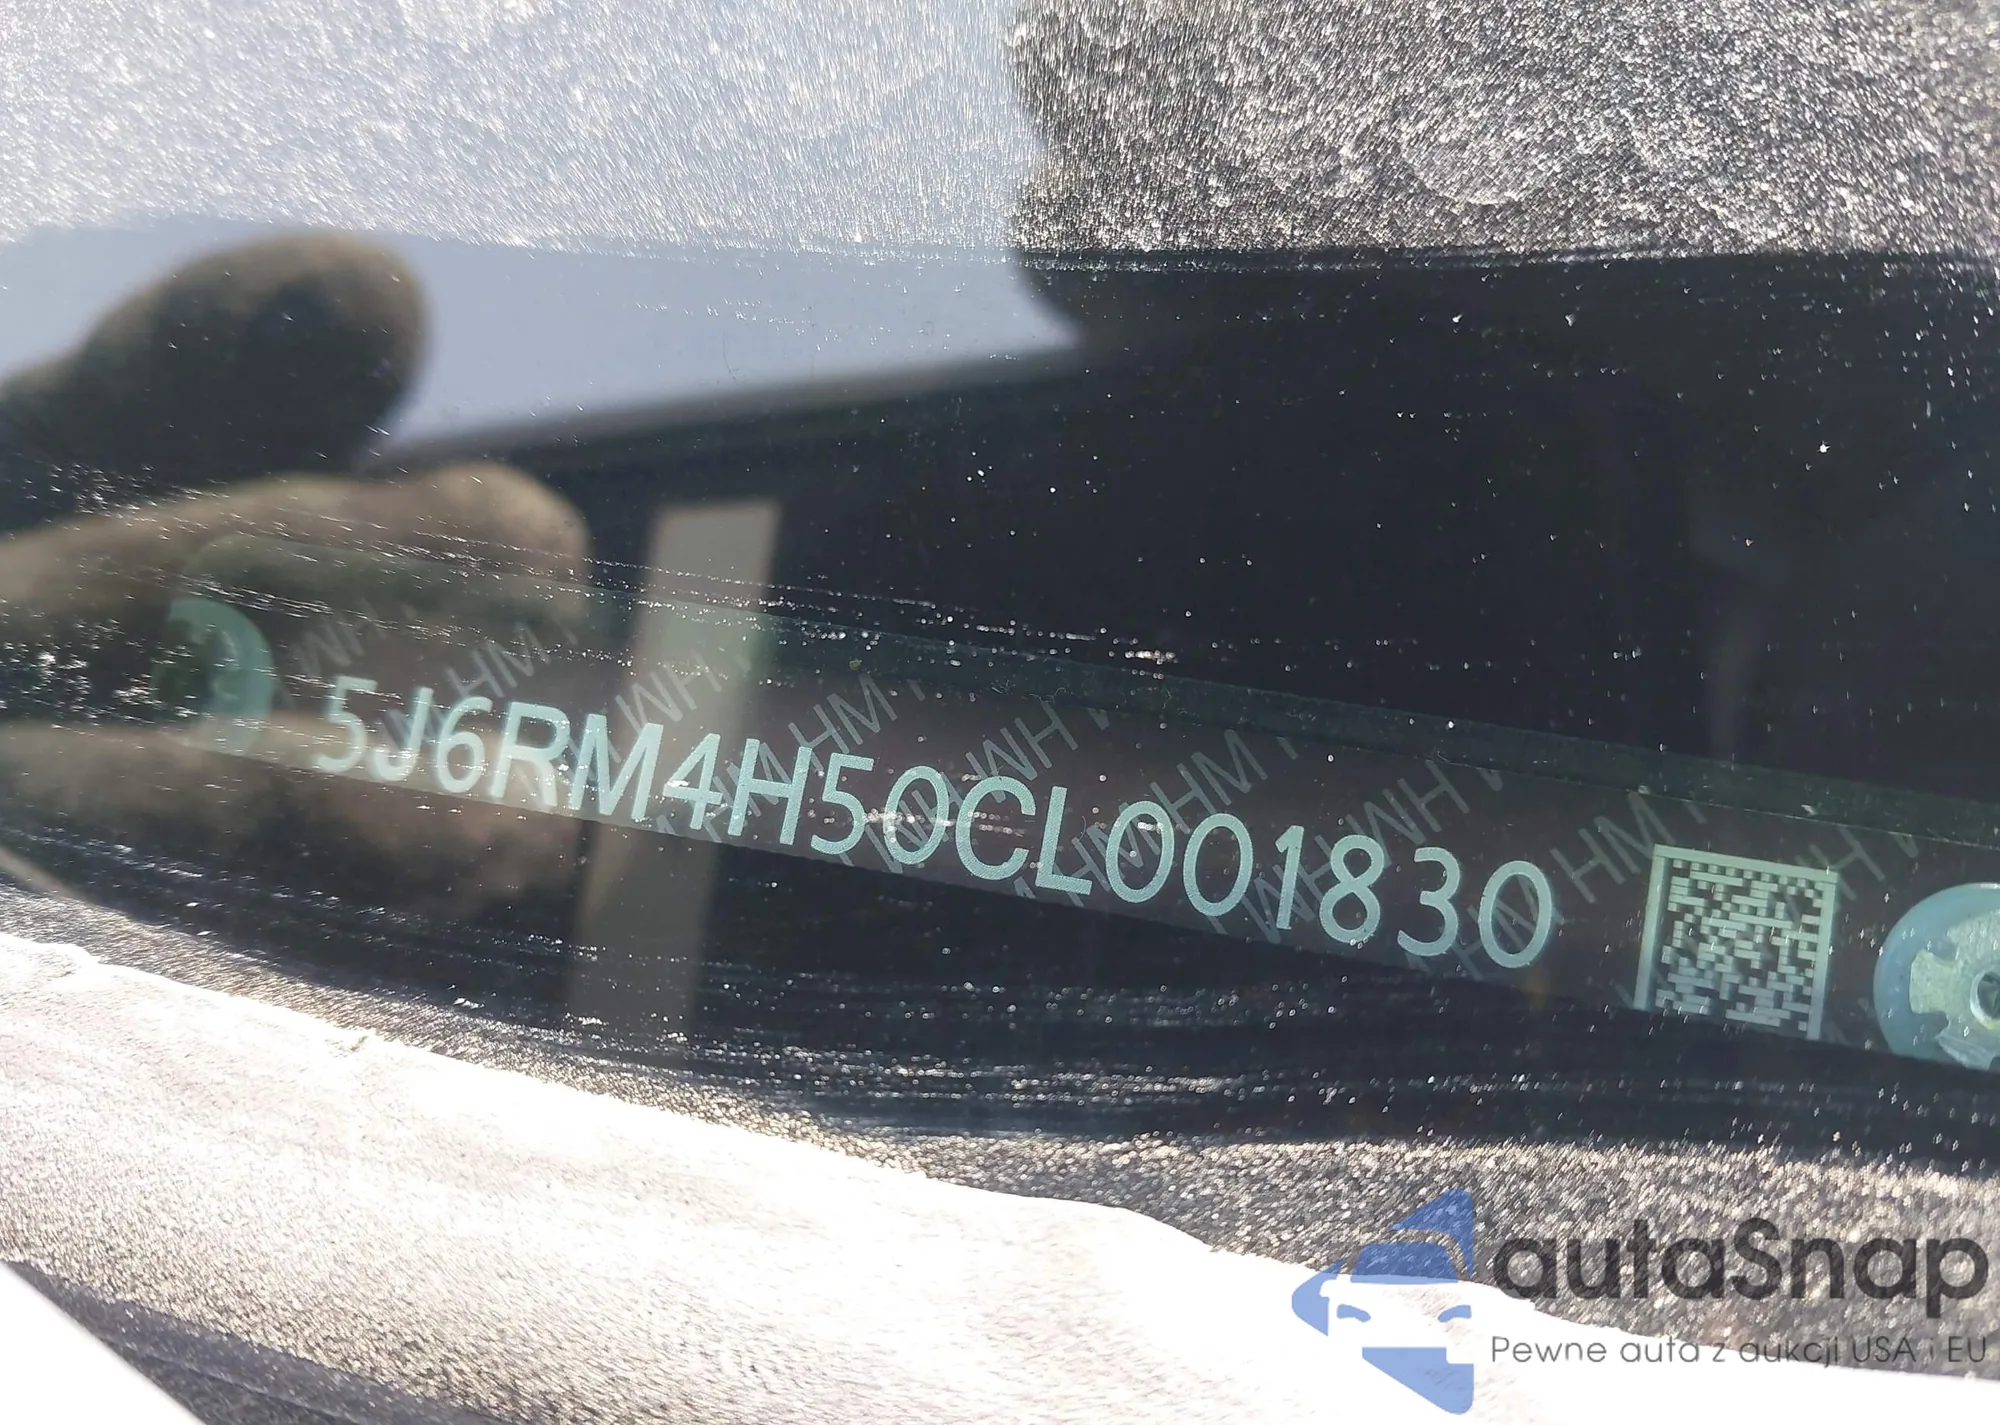 5J6RM4H50CL001830
autaSnap
Pewne auta z aukcji USA i EU